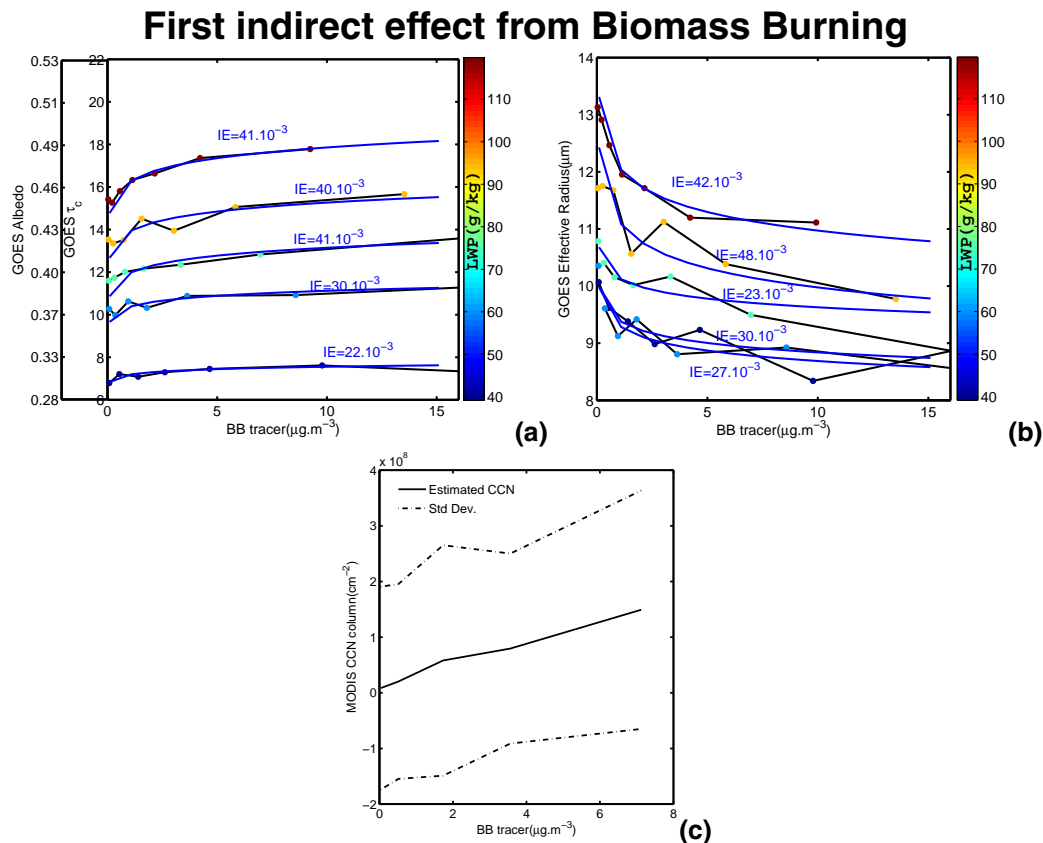 First indirect effect from Biomass Burning
0.53
0.51
0.49
0.46
0.43
0.40
0.37
0.33
0.28
GOES Albedo
22
20
18
16
14
12
10
8
6
GOES τc
IE=41.10−3
IE=40.10−3
IE=41.10−3
IE=30.10−3
IE=22.10−3
0 5 10 15
BB tracer(μg.m−3)
110
100
90
80
70
60
50
40
LWP(g/kg)
(a)
14
13
12
11
10
9
8
GOES Effective Radius(μm)
IE=42.10−3
IE=48.10−3
IE=23.10−3
IE=30.10−3
IE=27.10−3
0 5 10 15
BB tracer(μg.m−3)
110
100
90
80
70
60
50
40
LWP(g/kg)
(b)
x 108
4
3
2
1
0
−1
−2
MODIS CCN column(cm−2)
Estimated CCN
Std Dev.
0 2 4 6 8
BB tracer(μg.m−3)
(c)